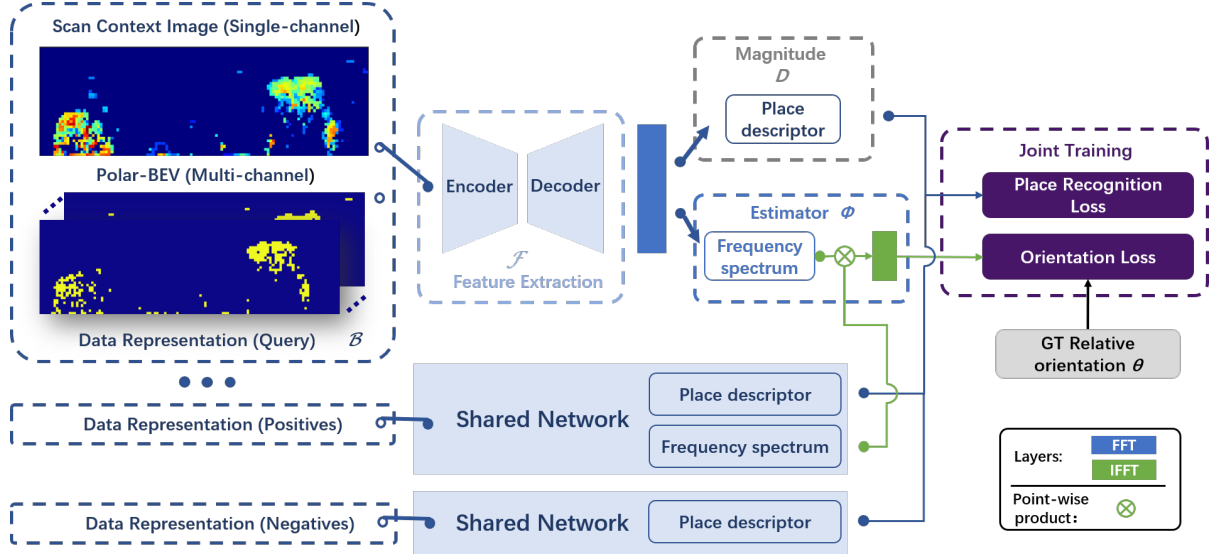 Scan Context Image (Single-channel)
Polar-BEV (Multi-channel)
Data Representation (Query) ℬ
Encoder
Decoder
ℱ
Feature Extraction
Magnitude
D
Place
descriptor
Estimator Φ
Frequency
spectrum
Joint Training
Place Recognition
Loss
Orientation Loss
GT Relative
orientation θ
Data Representation (Positives)
Shared Network
Place descriptor
Frequency spectrum
Data Representation (Negatives)
Shared Network
Place descriptor
Layers:
FFT
IFFT
Point-wise
product：